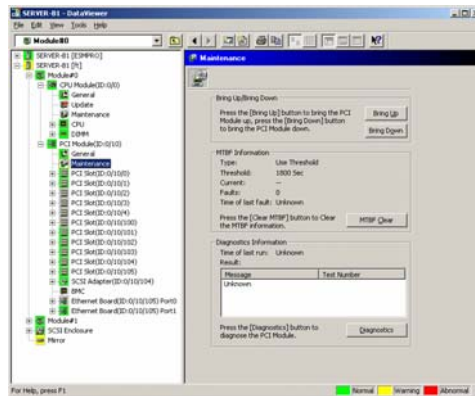 SERVER-B1 - DataViewer
File Edit View Tools Help
Module#0
SERVER-B1 [ESMPRO]
SERVER-B1 [ft]
Module#0
CPU Module(ID:0/0)
General
Update
Maintenance
CPU
DIMM
PCI Module(ID:0/10)
General
Maintenance
PCI Slot(ID:0/10/0)
PCI Slot(ID:0/10/1)
PCI Slot(ID:0/10/2)
PCI Slot(ID:0/10/3)
PCI Slot(ID:0/10/4)
PCI Slot(ID:0/10/100)
PCI Slot(ID:0/10/101)
PCI Slot(ID:0/10/102)
PCI Slot(ID:0/10/103)
PCI Slot(ID:0/10/104)
PCI Slot(ID:0/10/105)
SCSI Adapter(ID:0/10/104)
BMC
Ethernet Board(ID:0/10/105) Port0
Ethernet Board(ID:0/10/105) Port1
Module#1
SCSI Enclosure
Mirror
Maintenance
Bring Up/Bring Down
Press the [Bring Up] button to bring the PCI
Module up, press the [Bring Down] button
to bring the PCI Module down.
Bring Up
Bring Down
MTBF Information
Type: Use Threshold
Threshold: 1800 Sec
Current: --
Faults: 0
Time of last fault: Unknown
Press the [Clear MTBF] button to Clear
the MTBF information.
MTBF Clear
Diagnostics Information
Time of last run: Unknown
Result:
Message Test Number
Unknown
Press the [Diagnostics] button to
diagnose the PCI Module.
Diagnostics
For Help, press F1
Normal Warning Abnormal